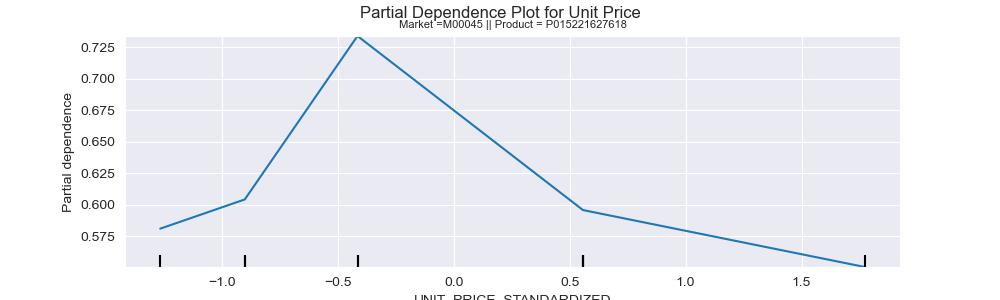 Partial Dependence Plot for Unit Price
Market =M00045 || Product = P015221627618
Partial dependence
0.725
0.700
0.675
0.650
0.625
0.600
0.575
−1.0 −0.5 0.0 0.5 1.0 1.5
UNIT_PRICE_STANDARDIZED